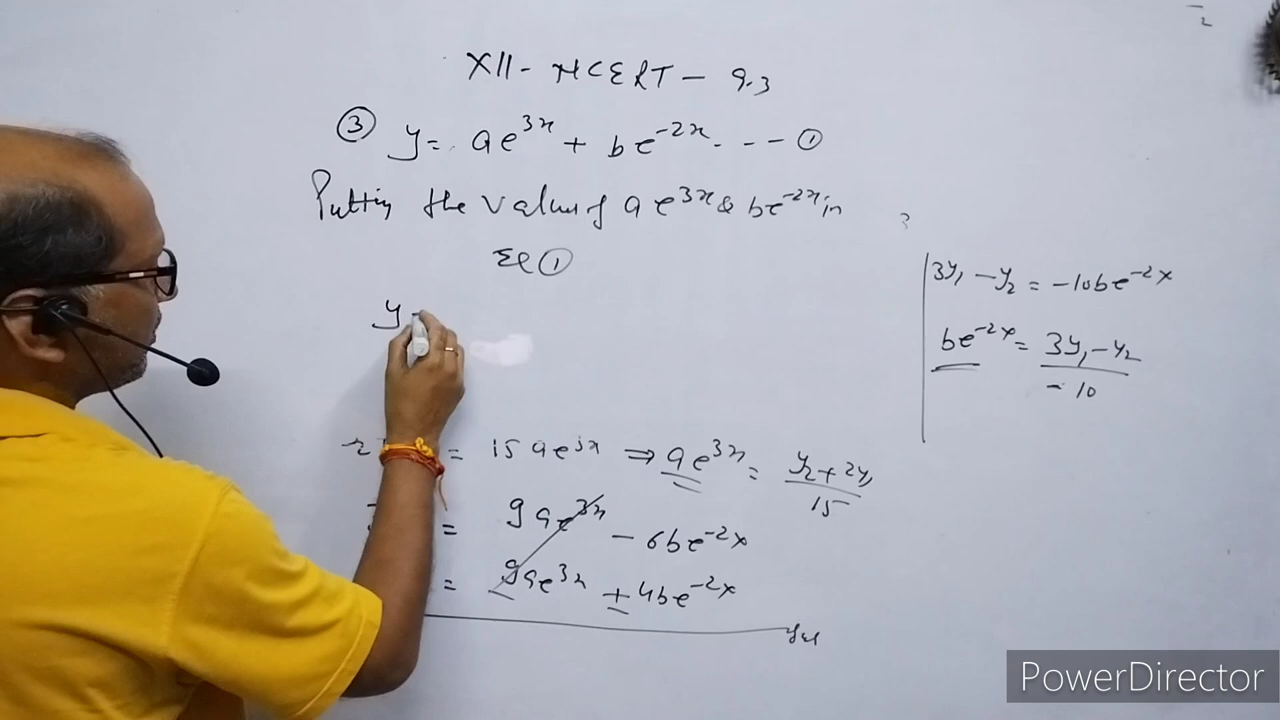 XII - NCERT - 9.3
③ y = ae^{3x} + be^{-2x} - - - ①
Putting the value of ae^{3x} & be^{-2x} in
Eq ①
y =
3y₁ - y₂ = -10be^{-2x}
be^{-2x} = 3y₁ - y₂ / -10
= 15ae^{3x} ⇒ ae^{3x} = y₂ + 2y₁ / 15
= 9ae^{3x} - 6be^{-2x}
= 9ae^{3x} + 4be^{-2x}
PowerDirector